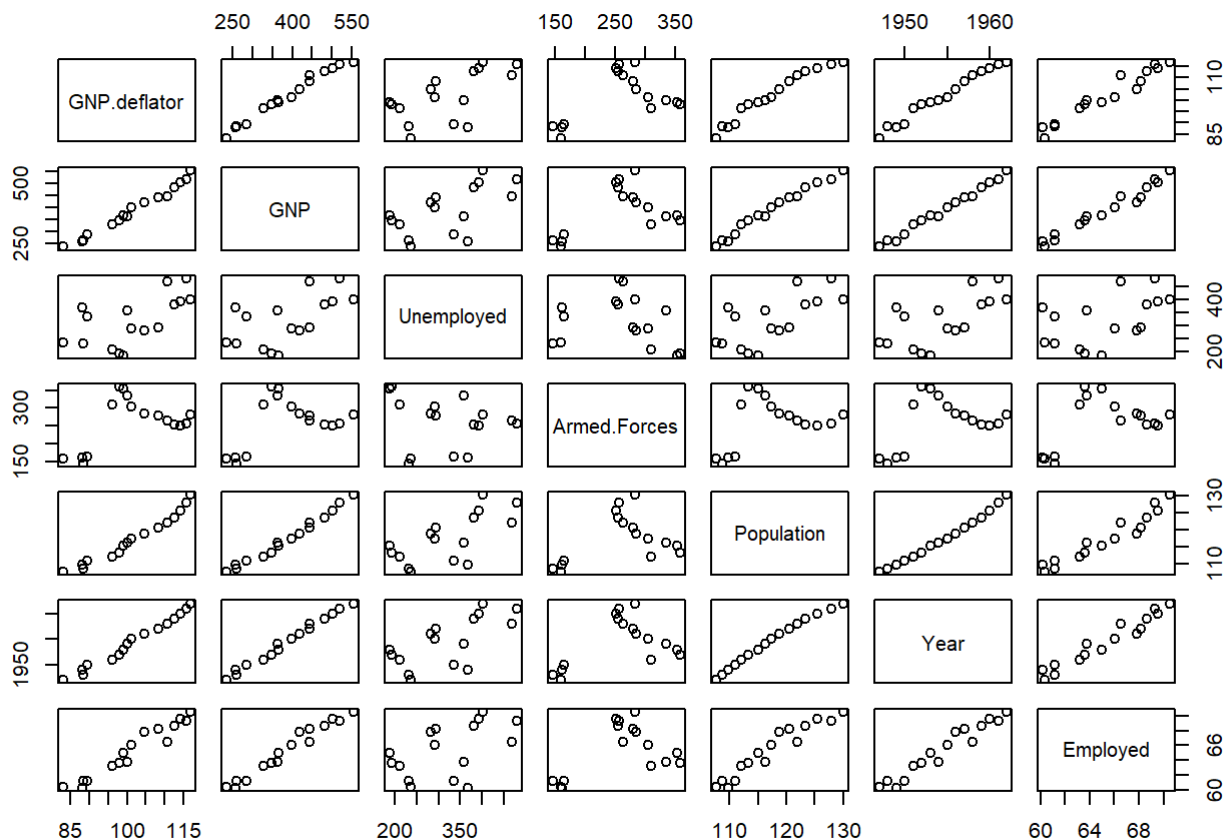 250 400 550 150 250 350 1950 1960
GNP.deflator 85 110
250 500 GNP
Unemployed 200 400
150 300 Armed.Forces
Population 110 130
1950 Year
Employed 60 66
85 100 115 200 350 110 120 130 60 64 68